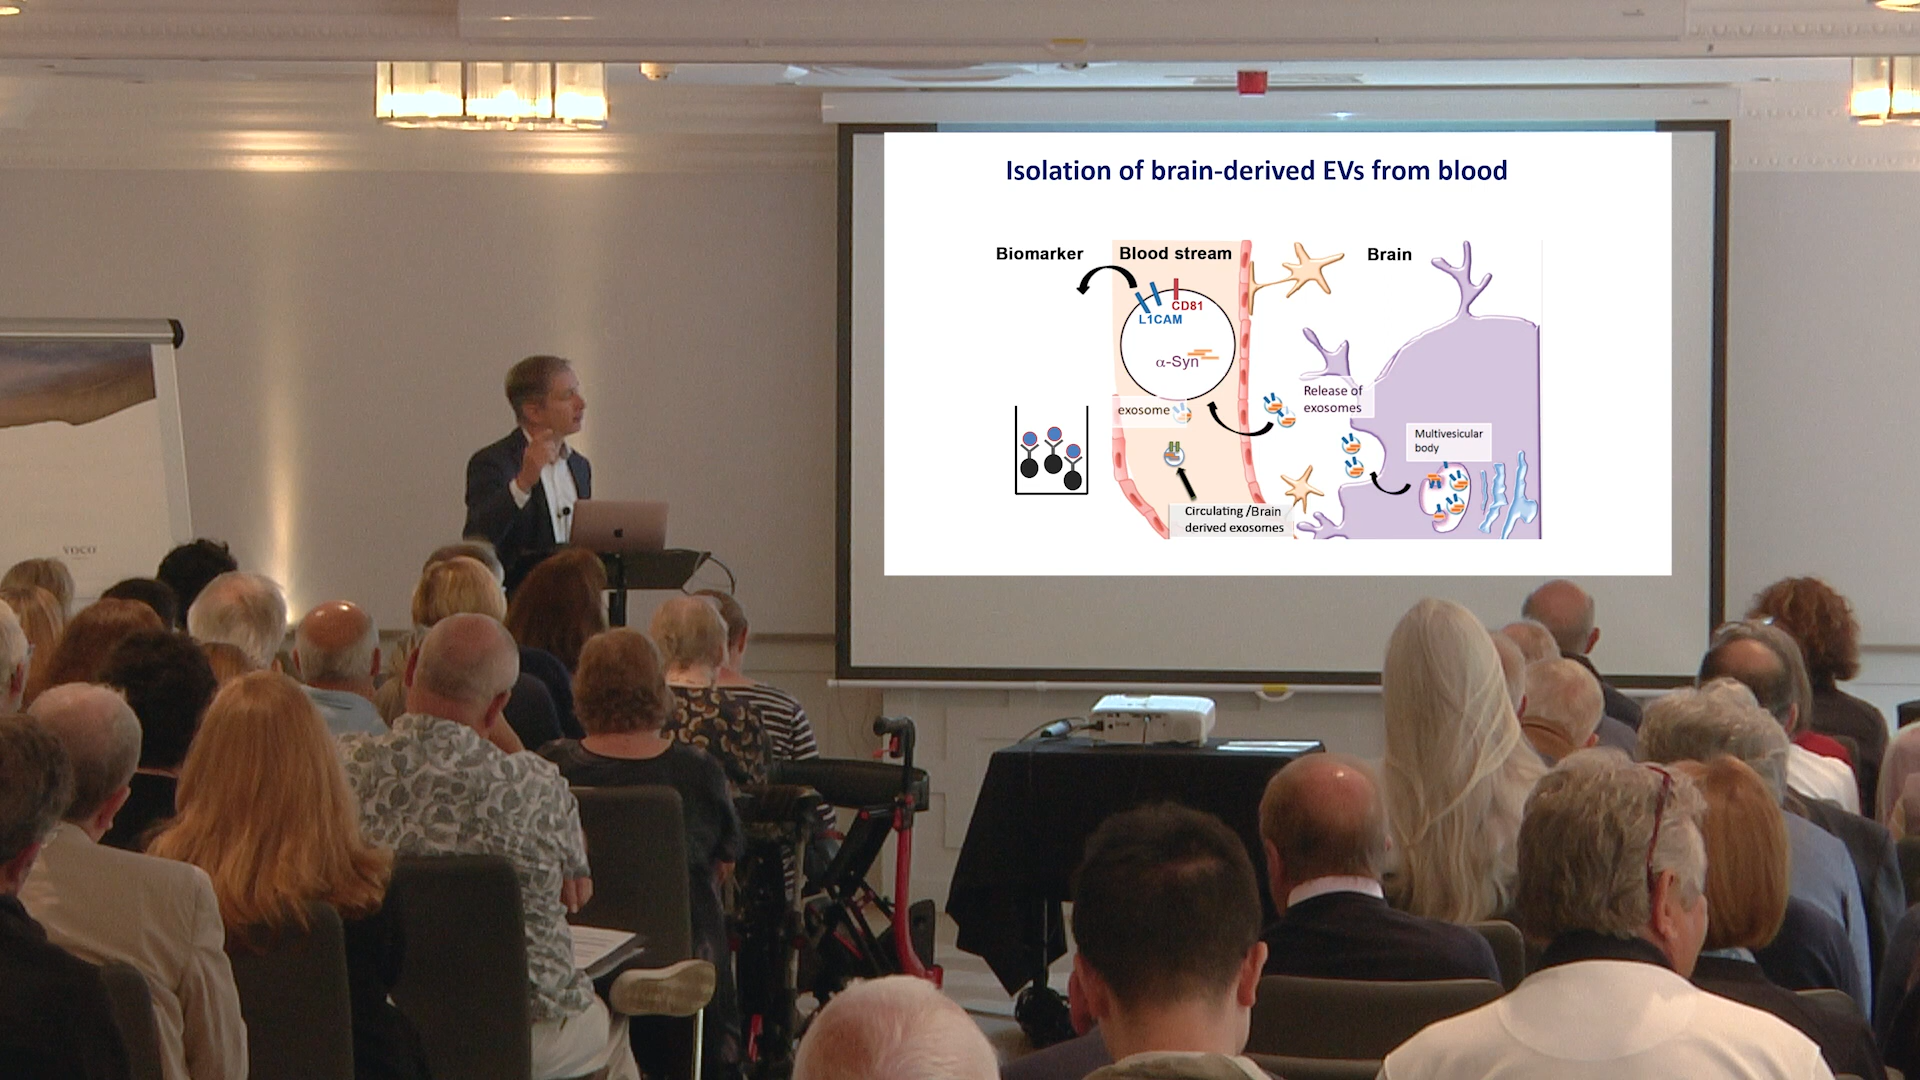 Isolation of brain-derived EVs from blood
Biomarker
Blood stream
Brain
CD81
L1CAM
α-Syn
Release of
exosomes
exosome
Multivesicular
body
Circulating /Brain
derived exosomes
VOCO